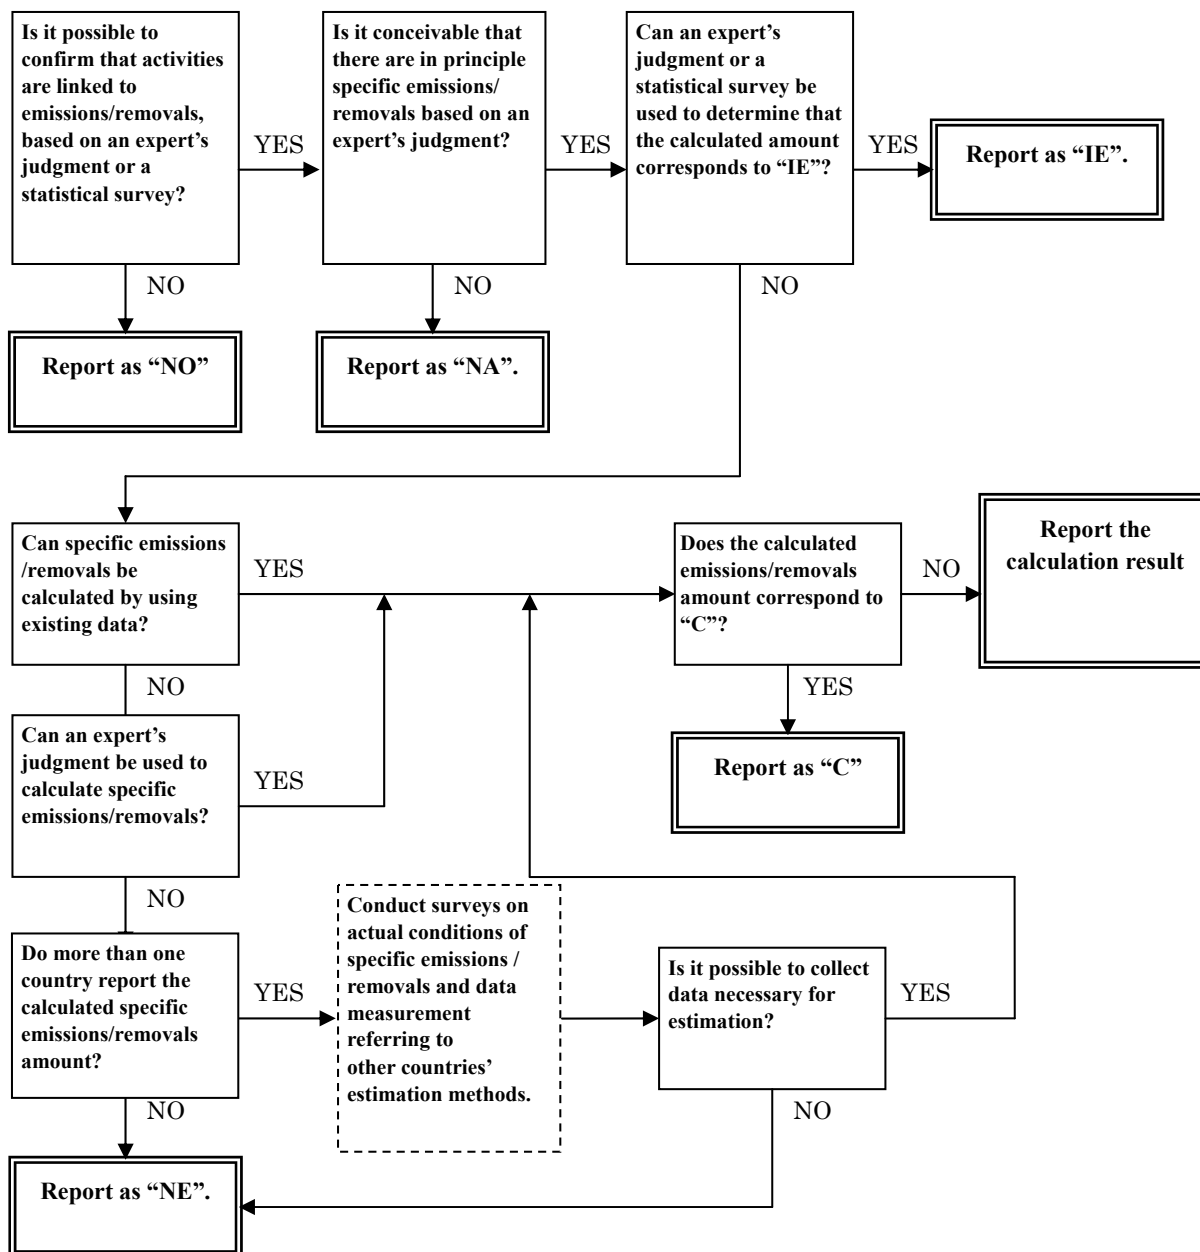 Is it possible to
confirm that activities
are linked to
emissions/removals,
based on an expert’s
judgment or a
statistical survey?
YES
Is it conceivable that
there are in principle
specific emissions/
removals based on an
expert’s judgment?
YES
Can an expert’s
judgment or a
statistical survey be
used to determine that
the calculated amount
corresponds to “IE”?
YES
Report as “IE”.
NO
NO
NO
Report as “NO”
Report as “NA”.
Can specific emissions
/removals be
calculated by using
existing data?
YES
Does the calculated
emissions/removals
amount correspond to
“C”?
NO
Report the
calculation result
NO
YES
Can an expert’s
judgment be used to
calculate specific
emissions/removals?
YES
Report as “C”
NO
Do more than one
country report the
calculated specific
emissions/removals
amount?
YES
Conduct surveys on
actual conditions of
specific emissions /
removals and data
measurement
referring to
other countries’
estimation methods.
Is it possible to collect
data necessary for
estimation?
YES
NO
NO
Report as “NE”.